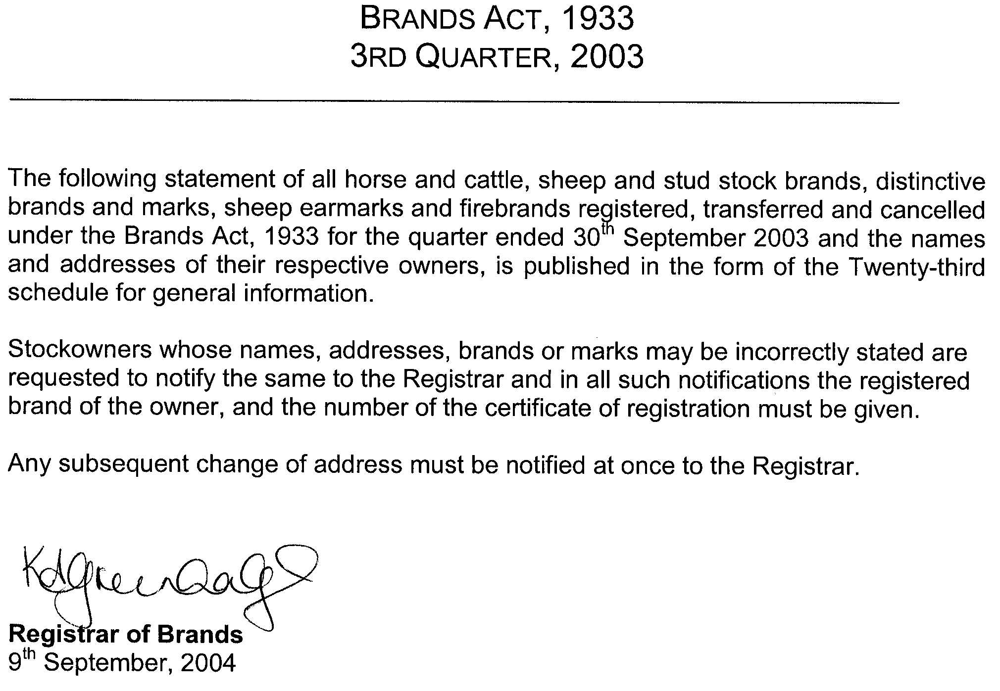 BRANDS ACT, 1933
3RD QUARTER, 2003
The following statement of all horse and cattle, sheep and stud stock brands, distinctive
brands and marks, sheep earmarks and firebrands registered, transferred and cancelled
under the Brands Act, 1933 for the quarter ended 30th September 2003 and the names
and addresses of their respective owners, is published in the form of the Twenty-third
schedule for general information.
Stockowners whose names, addresses, brands or marks may be incorrectly stated are
requested to notify the same to the Registrar and in all such notifications the registered
brand of the owner, and the number of the certificate of registration must be given.
Any subsequent change of address must be notified at once to the Registrar.
Registrar of Brands
9th September, 2004